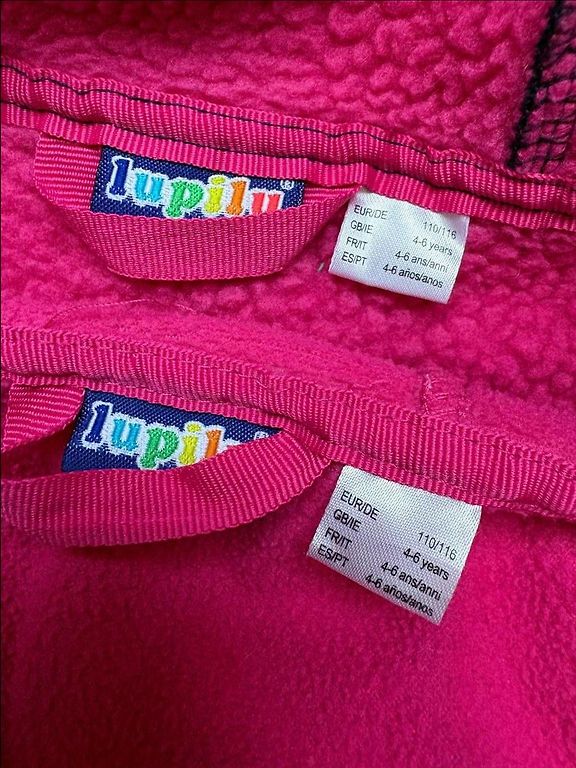 lupilu®
EUR/DE 110/116
GB/IE 4-6 years
FR/IT 4-6 ans/anni
ES/PT 4-6 años/anos
lupilu
EUR/DE 110/116
GB/IE 4-6 years
FR/IT 4-6 ans/anni
ES/PT 4-6 años/anos